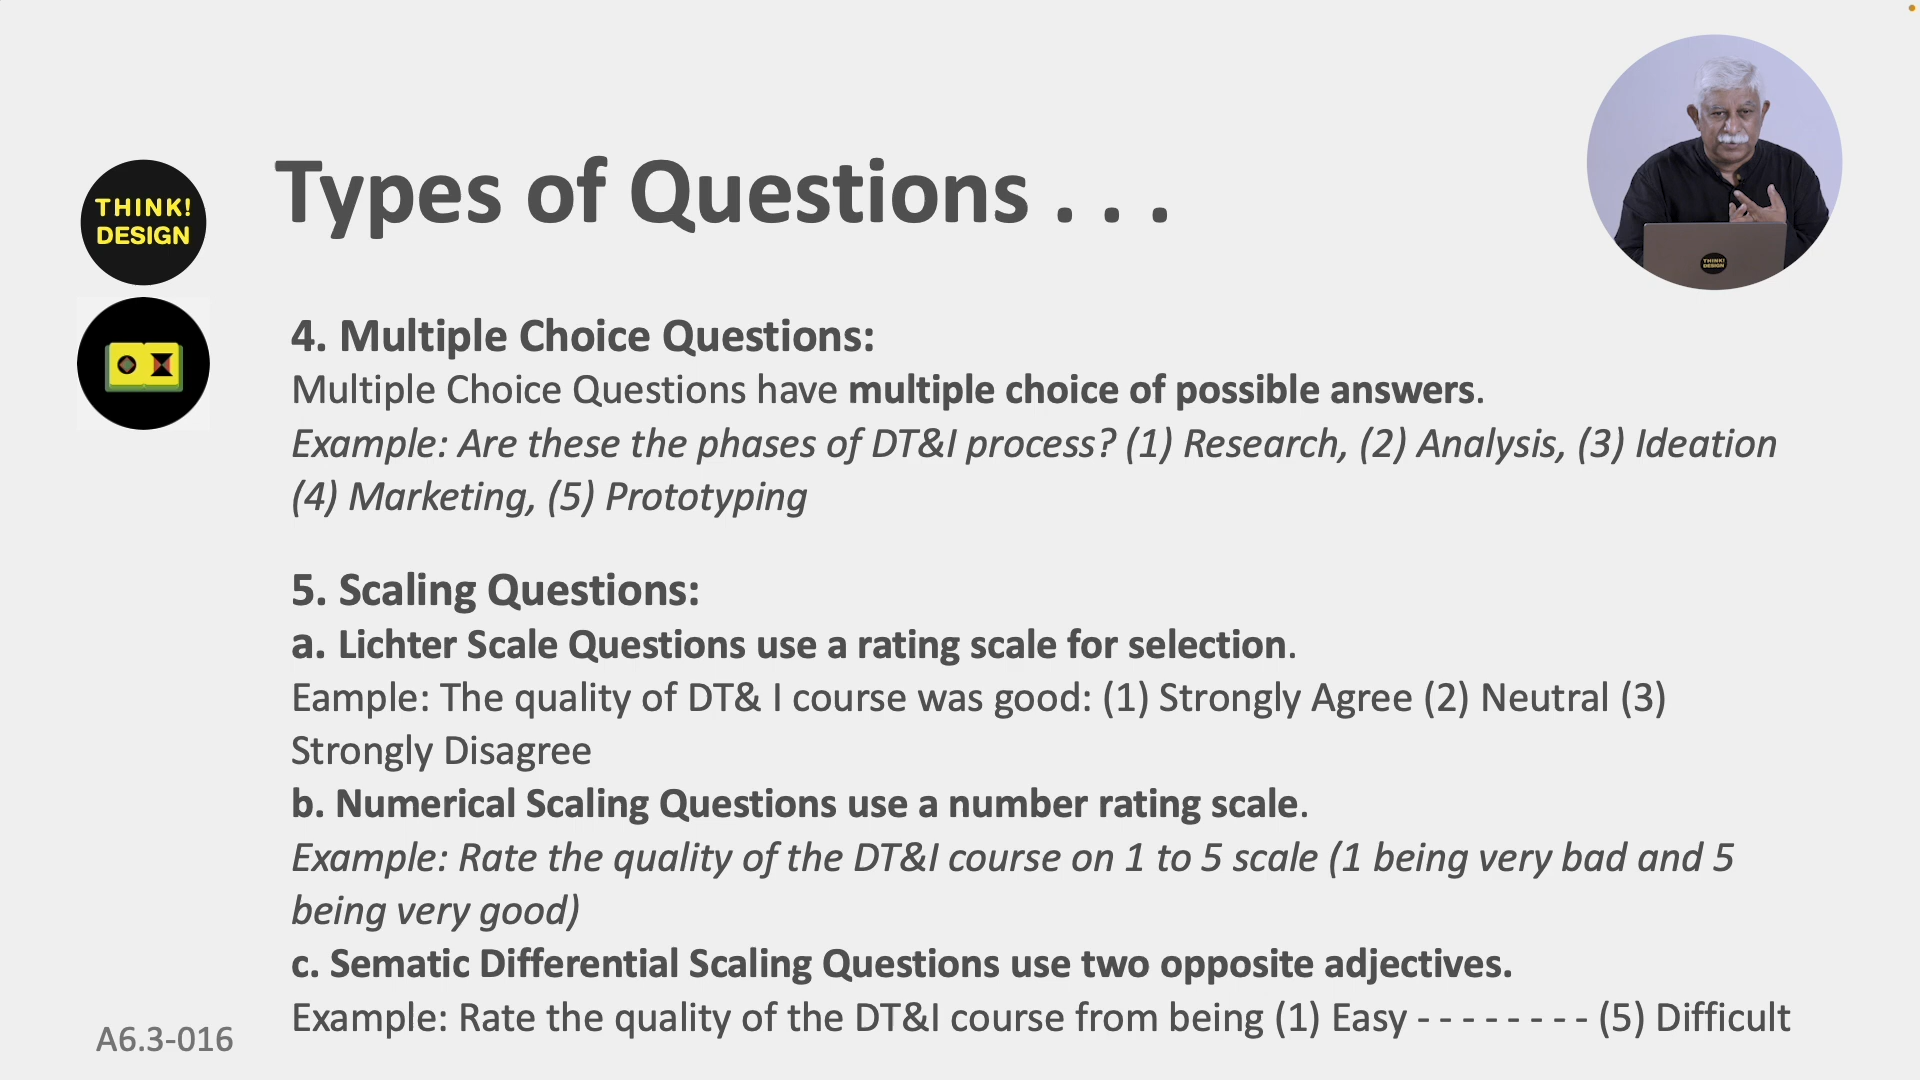 THINK!
DESIGN
Types of Questions . . .
THINK!
DESIGN
4. Multiple Choice Questions:
Multiple Choice Questions have multiple choice of possible answers.
Example: Are these the phases of DT&I process? (1) Research, (2) Analysis, (3) Ideation
(4) Marketing, (5) Prototyping
5. Scaling Questions:
a. Lichter Scale Questions use a rating scale for selection.
Eample: The quality of DT& I course was good: (1) Strongly Agree (2) Neutral (3)
Strongly Disagree
b. Numerical Scaling Questions use a number rating scale.
Example: Rate the quality of the DT&I course on 1 to 5 scale (1 being very bad and 5
being very good)
c. Sematic Differential Scaling Questions use two opposite adjectives.
Example: Rate the quality of the DT&I course from being (1) Easy - - - - - - - - (5) Difficult
A6.3-016